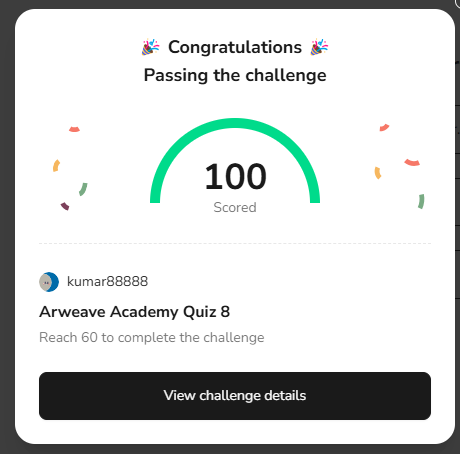 🎉 Congratulations 🎉
Passing the challenge
100
Scored
kumar88888
Arweave Academy Quiz 8
Reach 60 to complete the challenge
View challenge details